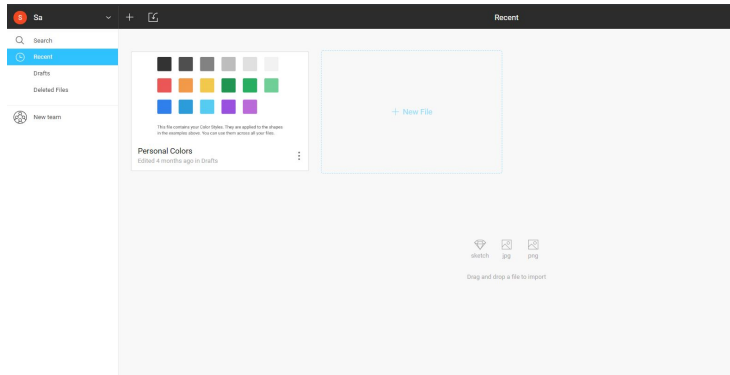 S Sa
Recent
Search
Recent
Drafts
Deleted Files
New team
This file contains your Color Styles. They are applied to the shapes
in the examples above. You can use them across all your files.
Personal Colors
Edited 4 months ago in Drafts
+ New File
sketch jpg png
Drag and drop a file to import